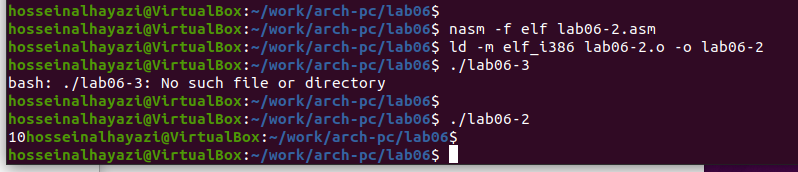 hosseinalhayazi@VirtualBox:~/work/arch-pc/lab06$
hosseinalhayazi@VirtualBox:~/work/arch-pc/lab06$ nasm -f elf lab06-2.asm
hosseinalhayazi@VirtualBox:~/work/arch-pc/lab06$ ld -m elf_i386 lab06-2.o -o lab06-2
hosseinalhayazi@VirtualBox:~/work/arch-pc/lab06$ ./lab06-3
bash: ./lab06-3: No such file or directory
hosseinalhayazi@VirtualBox:~/work/arch-pc/lab06$
hosseinalhayazi@VirtualBox:~/work/arch-pc/lab06$ ./lab06-2
10hosseinalhayazi@VirtualBox:~/work/arch-pc/lab06$
hosseinalhayazi@VirtualBox:~/work/arch-pc/lab06$